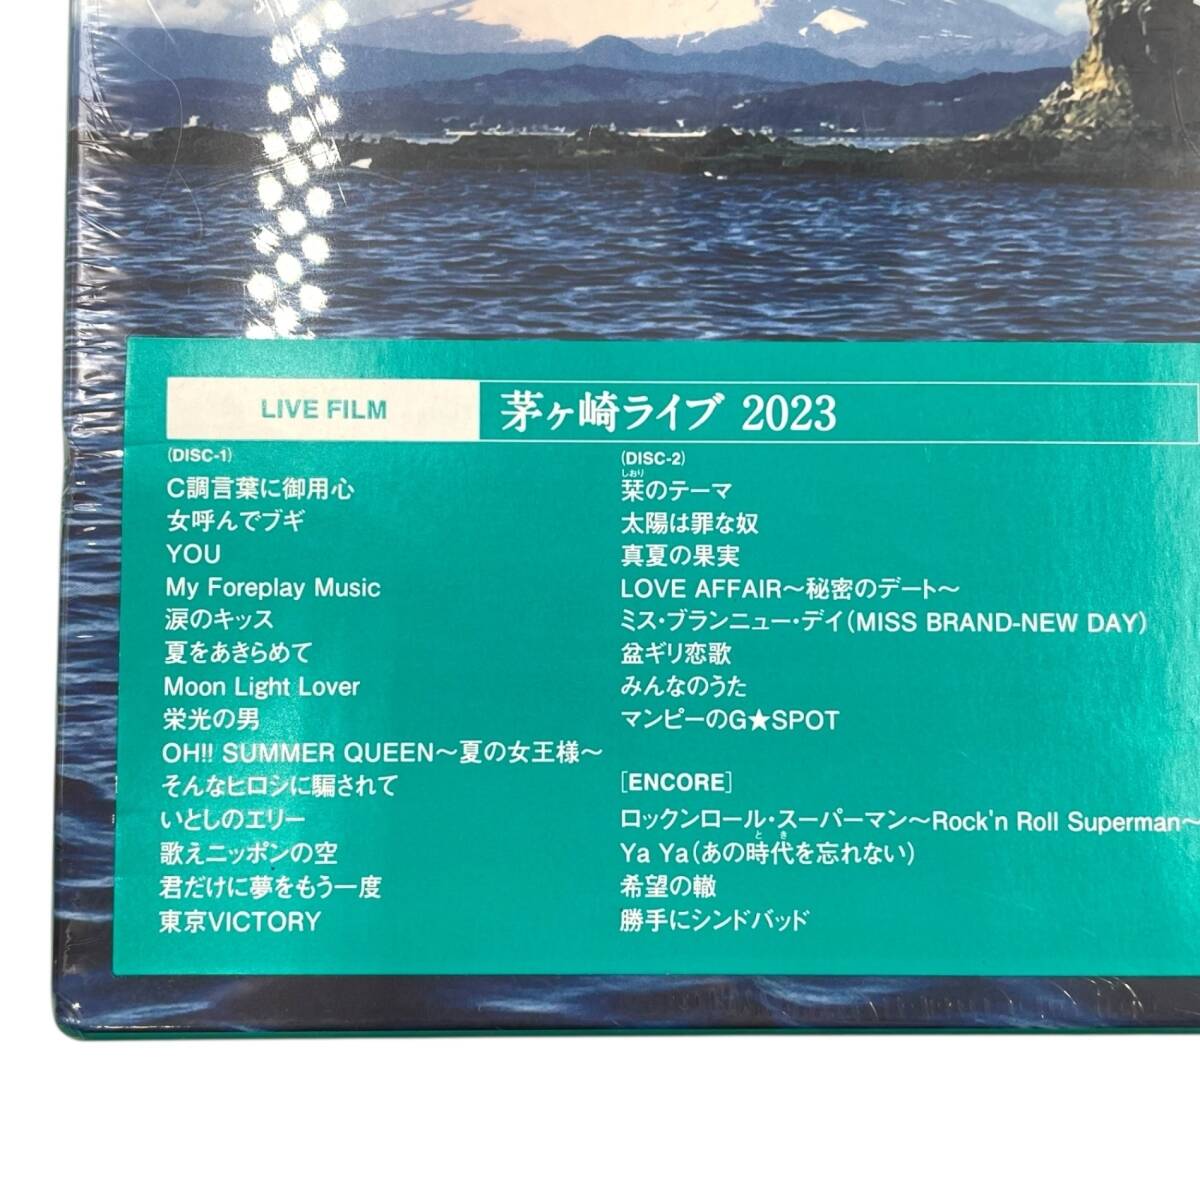 LIVE FILM
茅ヶ崎ライブ 2023
(DISC-1)
C調言葉に御用心
女呼んでブギ
YOU
My Foreplay Music
涙のキッス
夏をあきらめて
Moon Light Lover
栄光の男
OH!! SUMMER QUEEN～夏の女王様～
そんなヒロシに騙されて
いとしのエリー
歌えニッポンの空
君だけに夢をもう一度
東京VICTORY
(DISC-2)
しおり
栞のテーマ
太陽は罪な奴
真夏の果実
LOVE AFFAIR～秘密のデート～
ミス・ブランニュー・デイ(MISS BRAND-NEW DAY)
盆ギリ恋歌
みんなのうた
マンピーのG★SPOT
[ENCORE]
ロックンロール・スーパーマン～Rock'n Roll Superman～
とき
Ya Ya(あの時代を忘れない)
希望の轍
勝手にシンドバッド